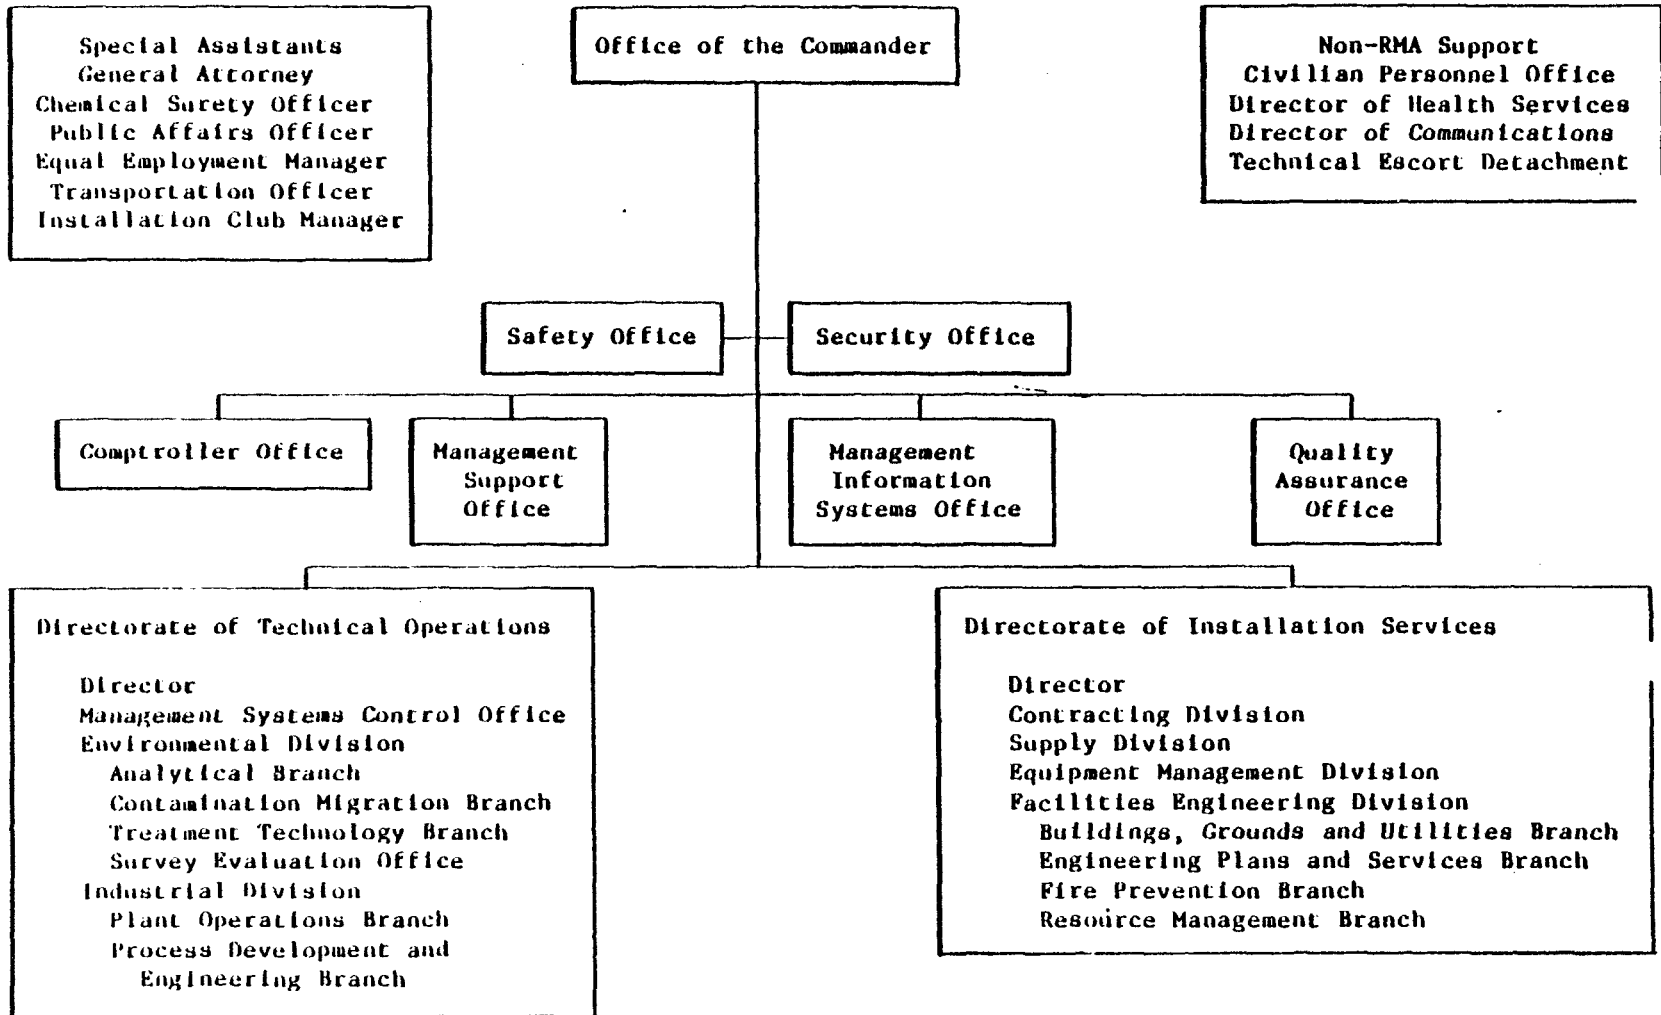 Special Assistants
General Attorney
Chemical Surety Officer
Public Affairs Officer
Equal Employment Manager
Transportation Officer
Installation Club Manager
Office of the Commander
Non-RMA Support
Civilian Personnel Office
Director of Health Services
Director of Communications
Technical Escort Detachment
Safety Office
Security Office
Comptroller Office
Management
Support
Office
Management
Information
Systems Office
Quality
Assurance
Office
Directorate of Technical Operations
Director
Management Systems Control Office
Environmental Division
Analytical Branch
Contamination Migration Branch
Treatment Technology Branch
Survey Evaluation Office
Industrial Division
Plant Operations Branch
Process Development and
Engineering Branch
Directorate of Installation Services
Director
Contracting Division
Supply Division
Equipment Management Division
Facilities Engineering Division
Buildings, Grounds and Utilities Branch
Engineering Plans and Services Branch
Fire Prevention Branch
Resource Management Branch